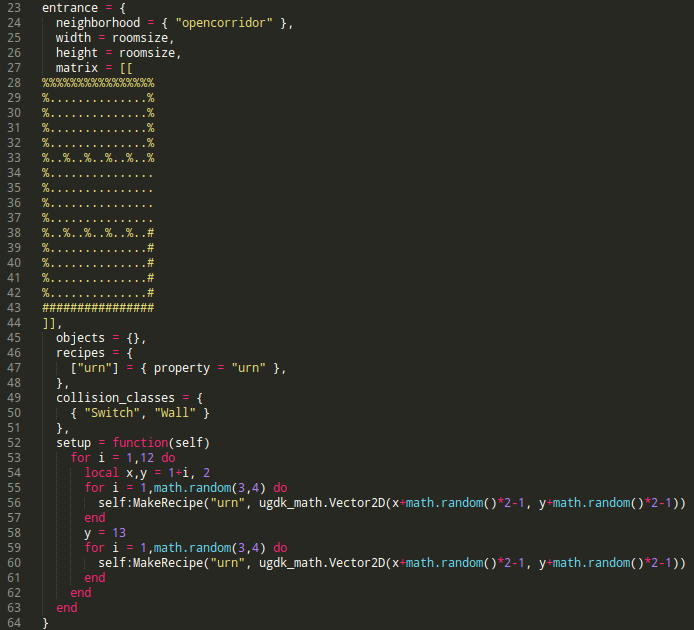 23 entrance = {
24   neighborhood = { "opencorridor" },
25   width = roomsize,
26   height = roomsize,
27   matrix = [[
28 %%%%%%%%%%%%%%%%
29 %..............%
30 %..............%
31 %..............%
32 %..............%
33 %..%..%..%..%..%
34 %...............
35 %...............
36 %...............
37 %...............
38 %..%..%..%..%..#
39 %..............#
40 %..............#
41 %..............#
42 %..............#
43 ################
44 ]],
45   objects = {},
46   recipes = {
47     ["urn"] = { property = "urn" },
48   },
49   collision_classes = {
50     { "Switch", "Wall" }
51   },
52   setup = function(self)
53     for i = 1,12 do
54       local x,y = 1+i, 2
55       for i = 1,math.random(3,4) do
56         self:MakeRecipe("urn", ugdk_math.Vector2D(x+math.random()*2-1, y+math.random()*2-1))
57       end
58       y = 13
59       for i = 1,math.random(3,4) do
60         self:MakeRecipe("urn", ugdk_math.Vector2D(x+math.random()*2-1, y+math.random()*2-1))
61       end
62     end
63   end
64 }